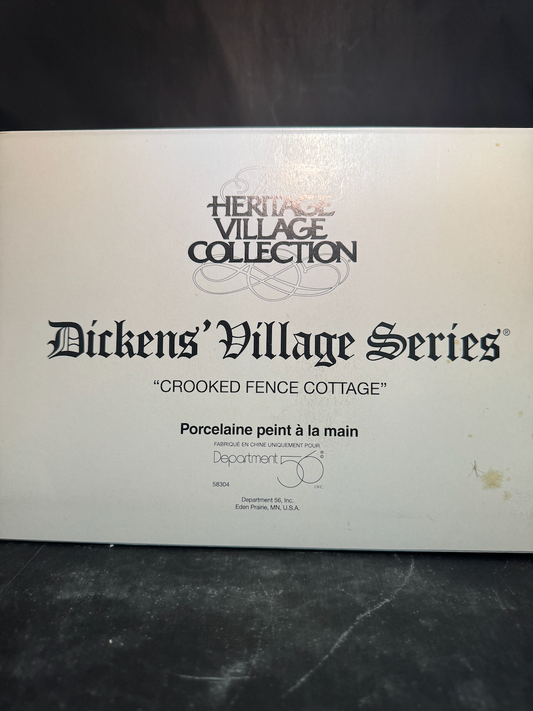 HERITAGE
VILLAGE
COLLECTION
Dickens' Village Series®
“CROOKED FENCE COTTAGE”
Porcelaine peint à la main
FABRIQUÉ EN CHINE UNIQUEMENT POUR
Department 56®
58304
INC.
Department 56, Inc.
Eden Prairie, MN, U.S.A.